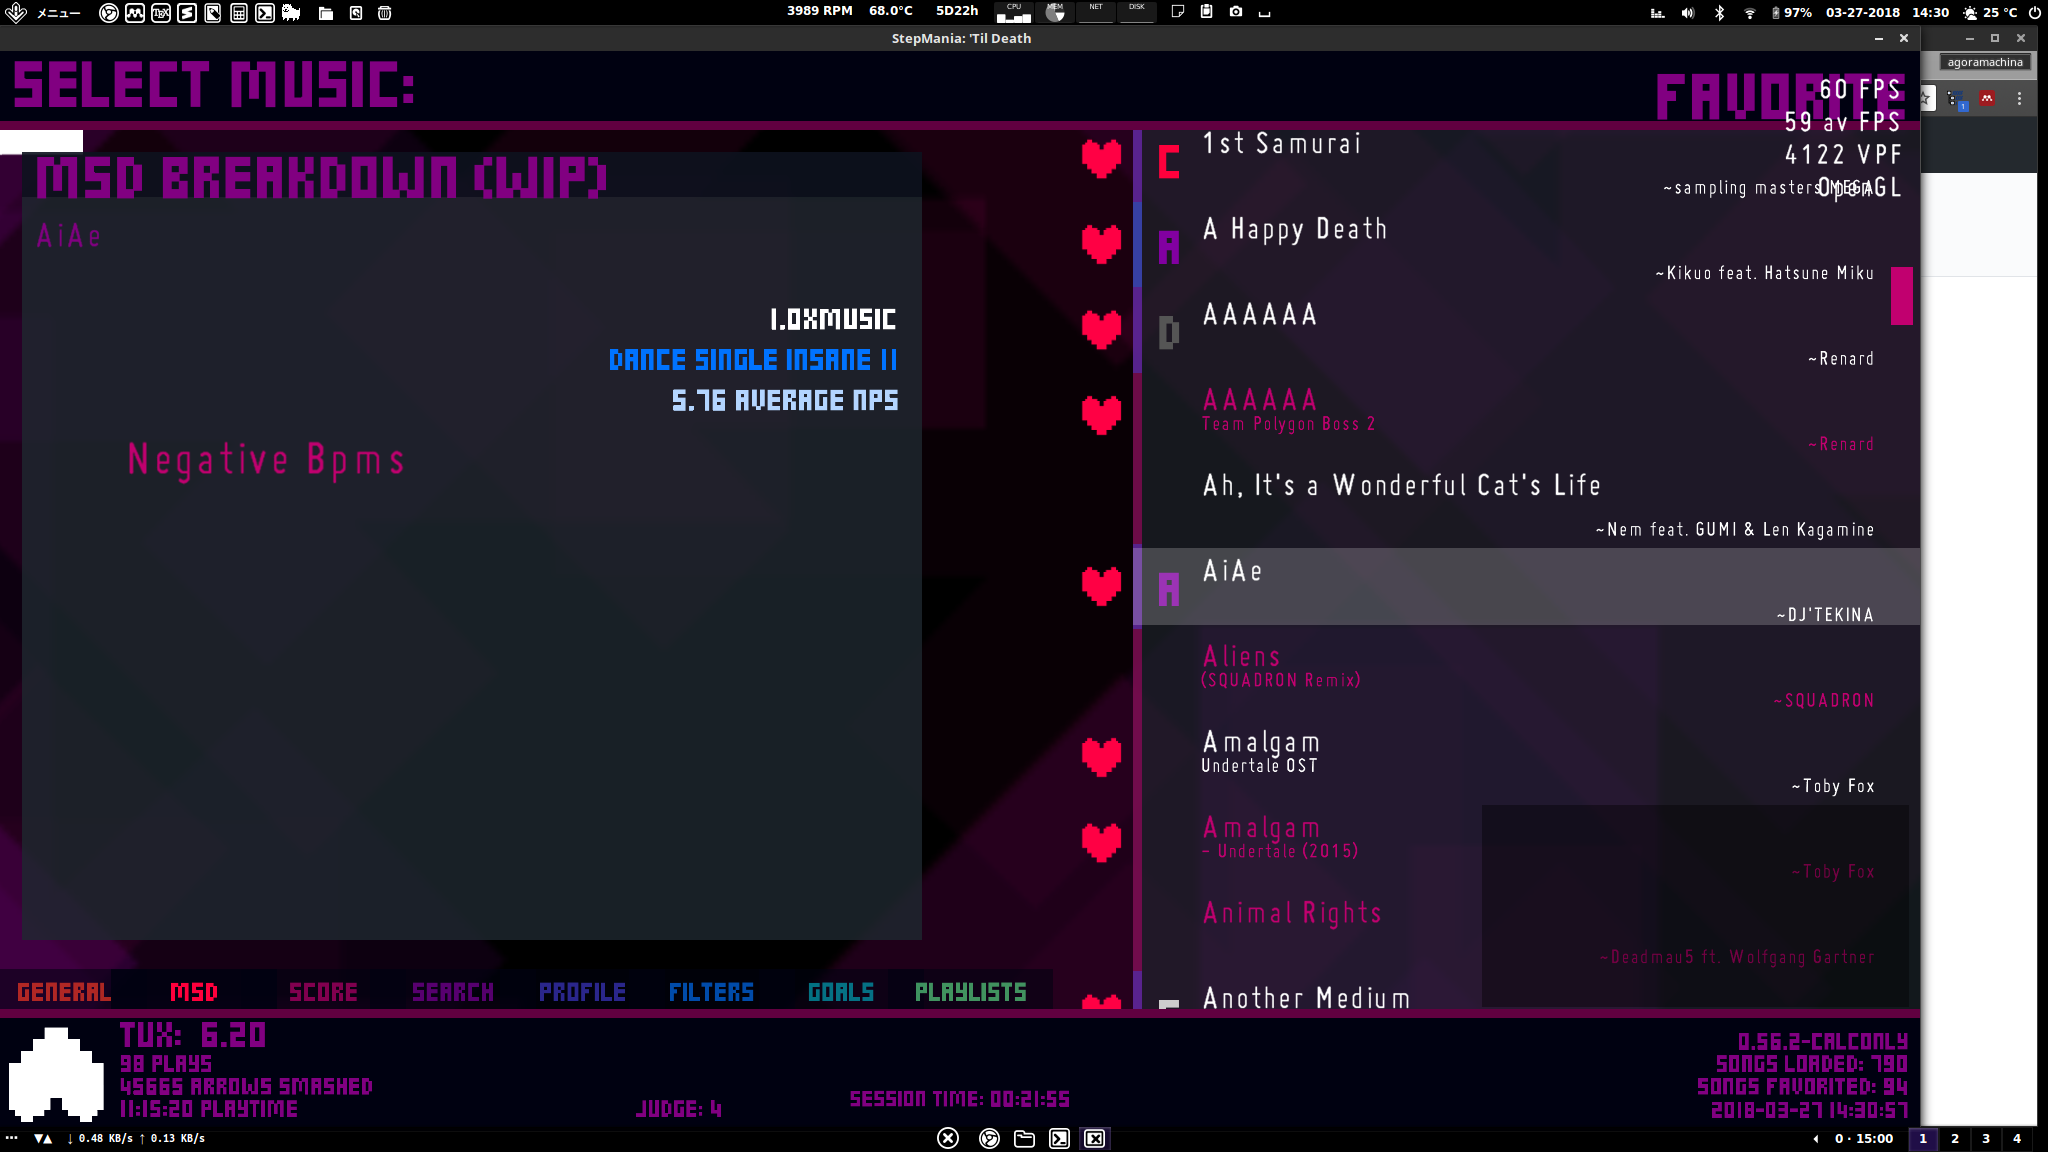 メニュー
3989 RPM 68.0°C 5D22h CPU MEM NET DISK 97% 03-27-2018 14:30 25 °C
StepMania: 'Til Death
agoramachina
SELECT MUSIC:
FAVORITE
60 FPS
59 av FPS
4122 VPF
OpenGL
MSD BREAKDOWN (WIP)
AiAe
1.0XMUSIC
DANCE SINGLE INSANE 11
5.76 AVERAGE NPS
Negative Bpms
C
1st Samurai
~sampling masters MEGA
A
A Happy Death
~Kikuo feat. Hatsune Miku
D
AAAAAA
~Renard
AAAAAA
Team Polygon Boss 2
~Renard
Ah, It's a Wonderful Cat's Life
~Nem feat. GUMI & Len Kagamine
A
AiAe
~DJ'TEKINA
Aliens
(SQUADRON Remix)
~SQUADRON
Amalgam
Undertale OST
~Toby Fox
Amalgam
- Undertale (2015)
~Toby Fox
Animal Rights
~Deadmau5 ft. Wolfgang Gartner
Another Medium
GENERAL MSD SCORE SEARCH PROFILE FILTERS GOALS PLAYLISTS
TUX: 6.20
98 PLAYS
45665 ARROWS SMASHED
11:15:20 PLAYTIME
JUDGE: 4
SESSION TIME: 00:21:55
0.56.2-CALCONLY
SONGS LOADED: 790
SONGS FAVORITED: 94
2018-03-27 14:30:57
↓ 0.48 KB/s ↑ 0.13 KB/s
0 · 15:00 1 2 3 4